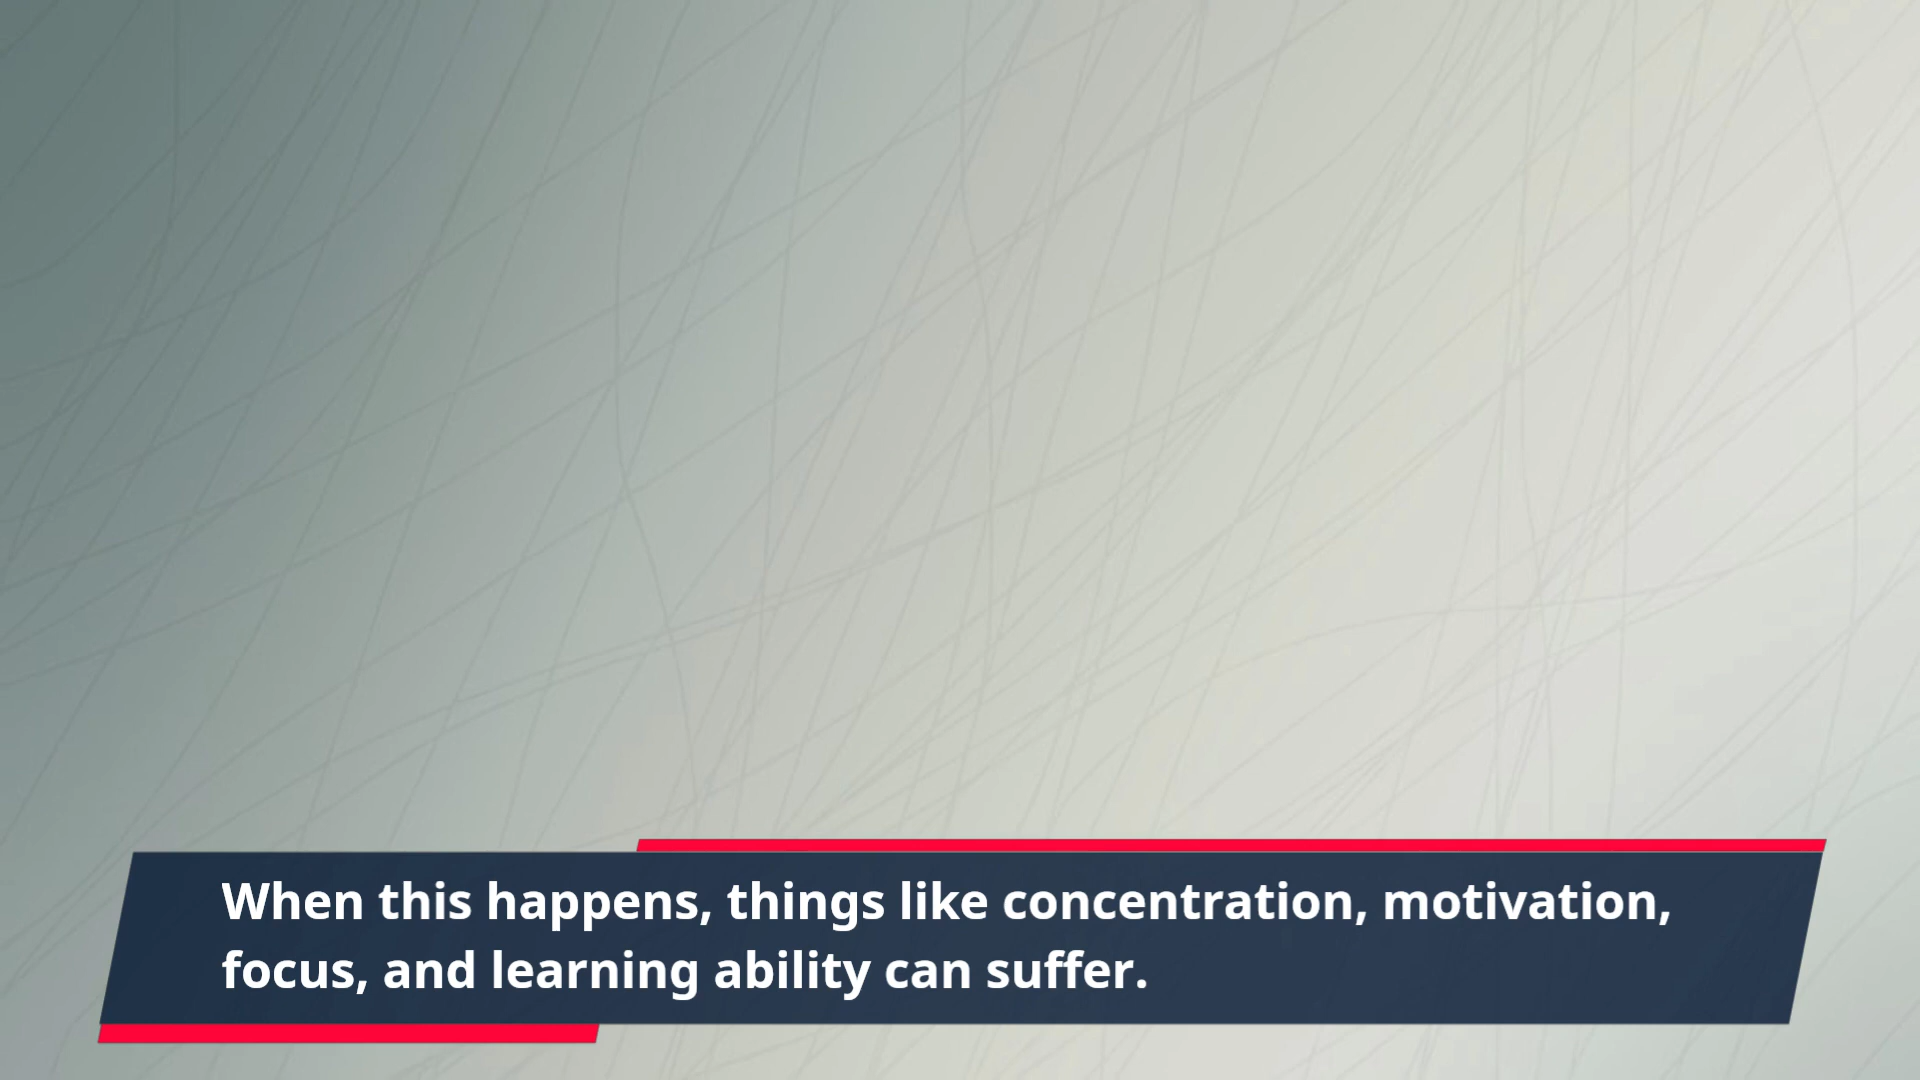 When this happens, things like concentration, motivation,
focus, and learning ability can suffer.